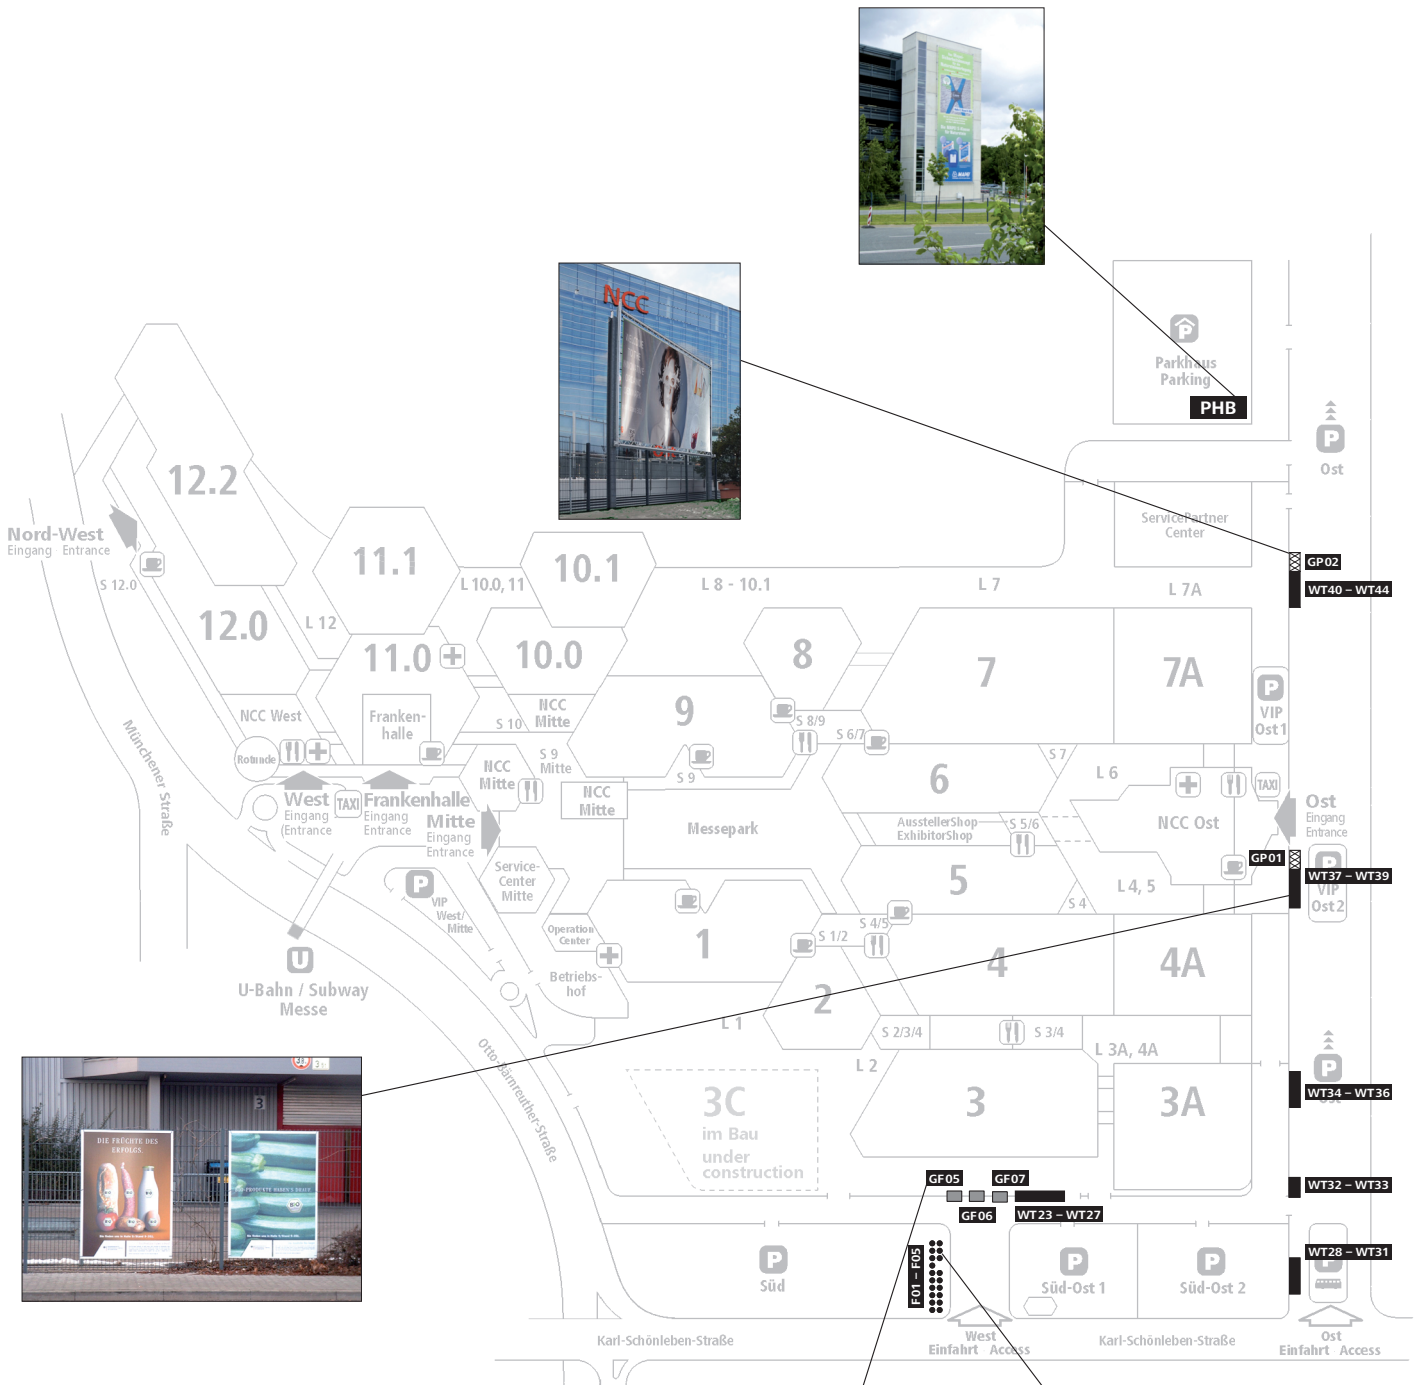 NCC
Parkhaus
Parking
PHB
P
Ost
ServicePartner
Center
GP02
WT40 – WT44
12.2
Nord-West
Eingang Entrance
S 12.0
12.0
L 12
11.1
L 10.0, 11
10.1
L 8 - 10.1
L 7
L 7A
11.0
10.0
8
7
7A
P
VIP
Ost 1
NCC West
Franken-
halle
S 10
NCC
Mitte
9
S 8/9
S 6/7
Rotunde
NCC
Mitte
S 9
Mitte
S 9
NCC
Mitte
6
S 7
L 6
TAXI
West
Eingang
Entrance
TAXI
Frankenhalle
Eingang
Entrance
Mitte
Eingang
Entrance
Messepark
AusstellerShop
ExhibitorShop
S 5/6
NCC Ost
Ost
Eingang
Entrance
Münchener Straße
GP01
P
WT37 – WT39
VIP
Ost 2
Service-
Center
Mitte
P
VIP
West/
Mitte
5
L 4, 5
S 4
Operation
Center
1
S 1/2
S 4/5
4
4A
U
U-Bahn / Subway
Messe
Betriebs-
hof
2
L 1
S 2/3/4
S 3/4
L 3A, 4A
L 2
P
Otto-Bärnreuther-Straße
3
DIE FRÜCHTE DES
ERFOLGS.
3C
im Bau
under
construction
3
3A
WT34 – WT36
GF05
GF07
GF06
WT23 – WT27
WT32 – WT33
F01 – F05
P
Süd
P
Süd-Ost 1
P
Süd-Ost 2
WT28 – WT31
P
Karl-Schönleben-Straße
West
Einfahrt Access
Karl-Schönleben-Straße
Ost
Einfahrt Access